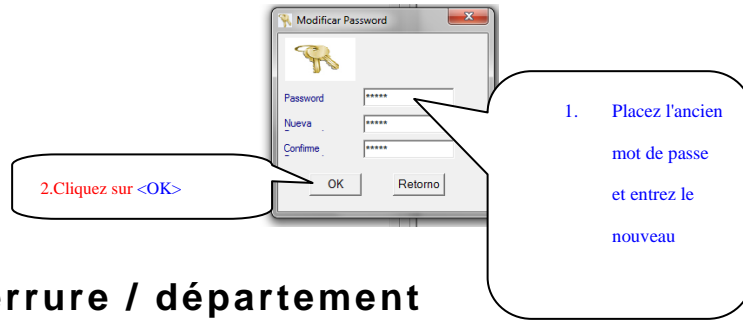 Modificar Password
Password
*****
Nueva
*****
Confirme
*****
OK
Retorno
1. Placez l'ancien
mot de passe
et entrez le
nouveau
2.Cliquez sur <OK>
/ département